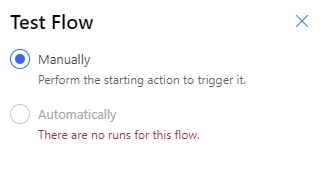 Test Flow
Manually
Perform the starting action to trigger it.
Automatically
There are no runs for this flow.